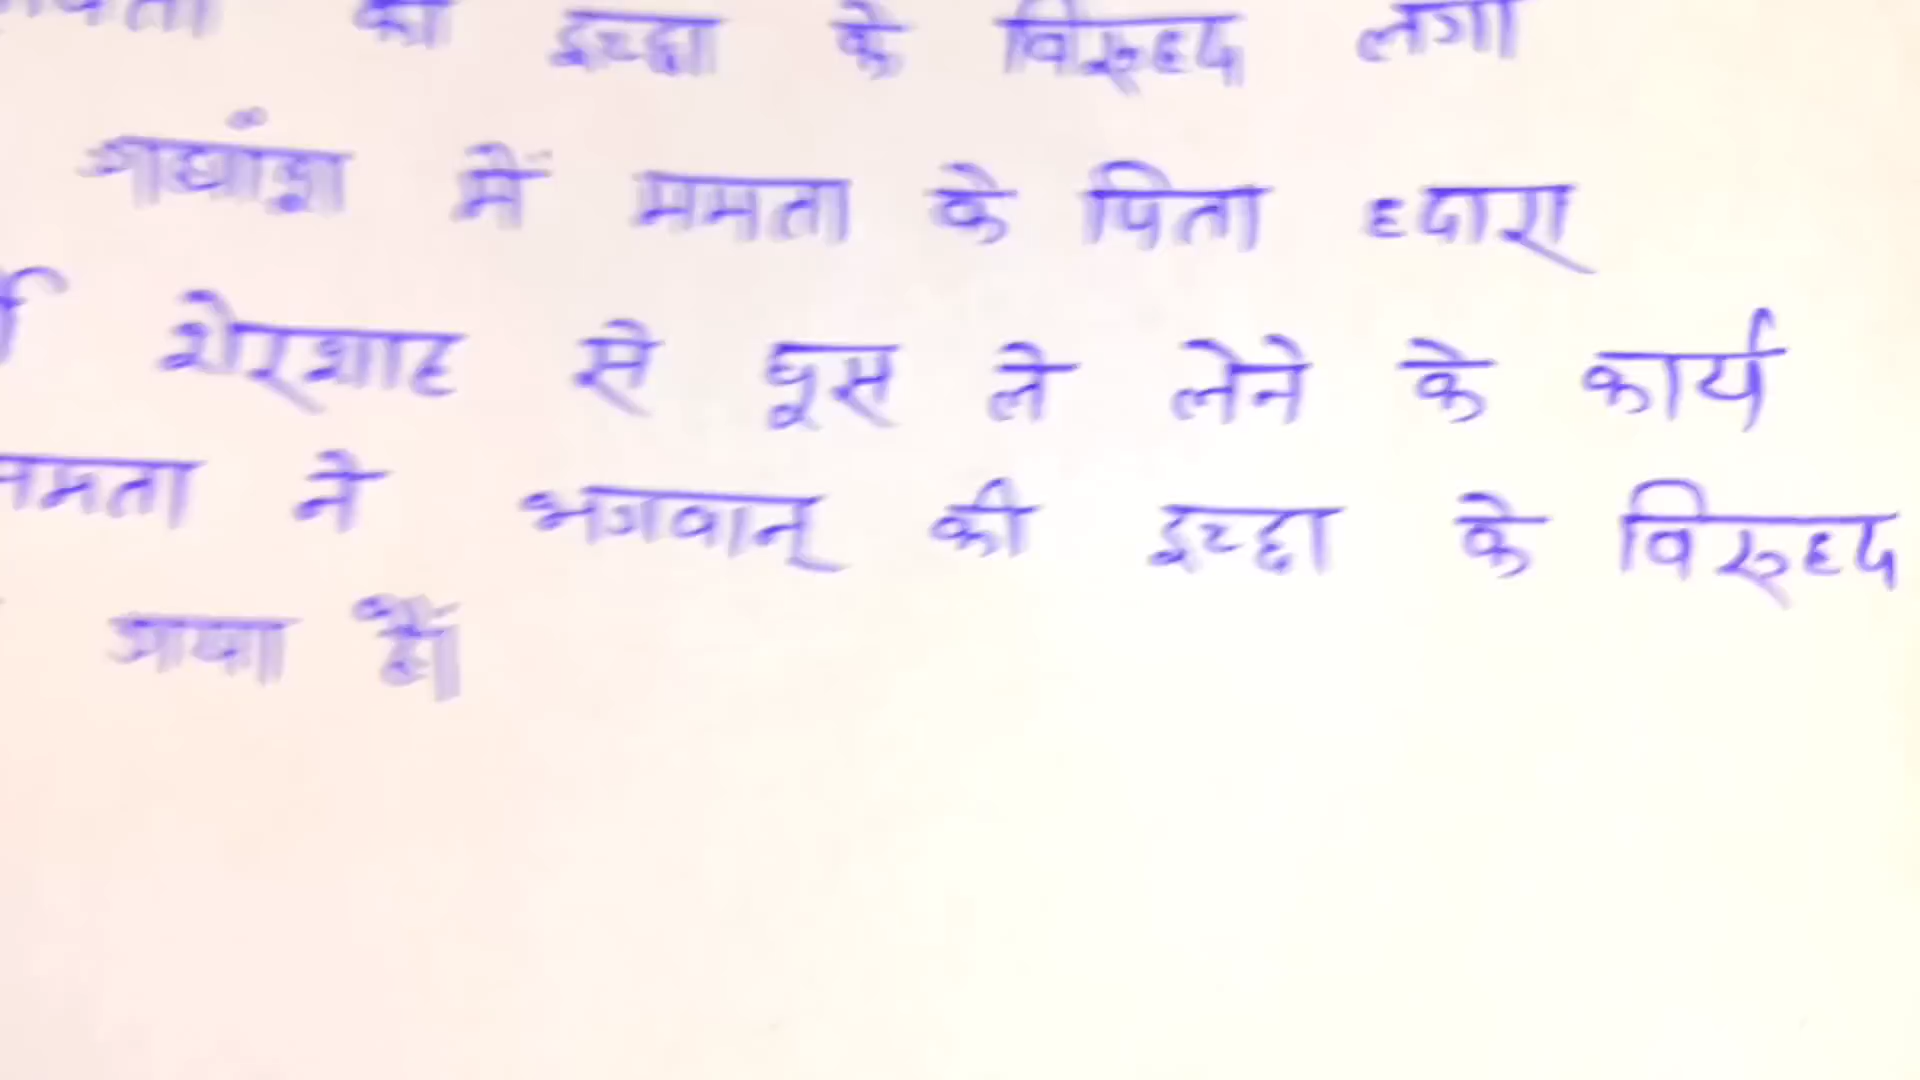 की इच्छा के विरुद्ध लगा
गद्यांश में ममता के पिता द्वारा
शेरशाह से घूस ले लेने के कार्य
ममता ने भगवान् की इच्छा के विरुद्ध
गया है।